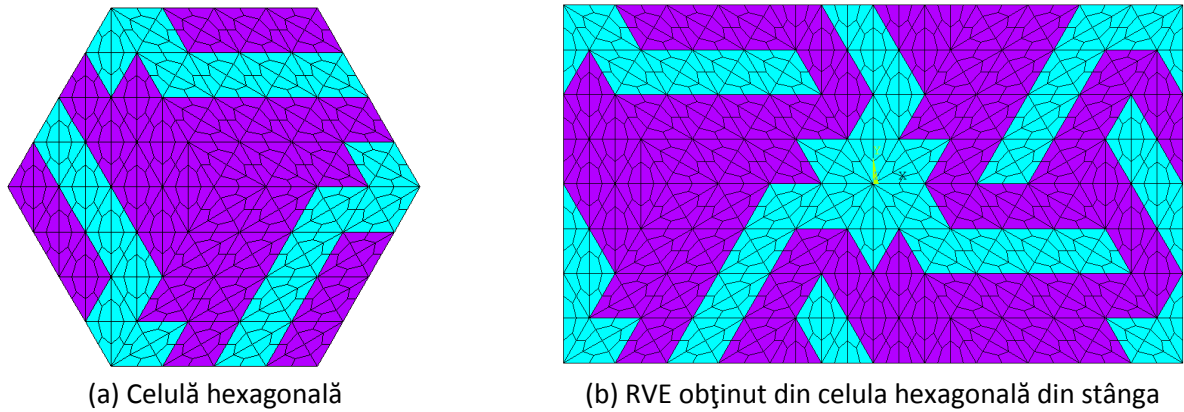 Y
X
(a) Celulă hexagonală
(b) RVE obţinut din celula hexagonală din stânga